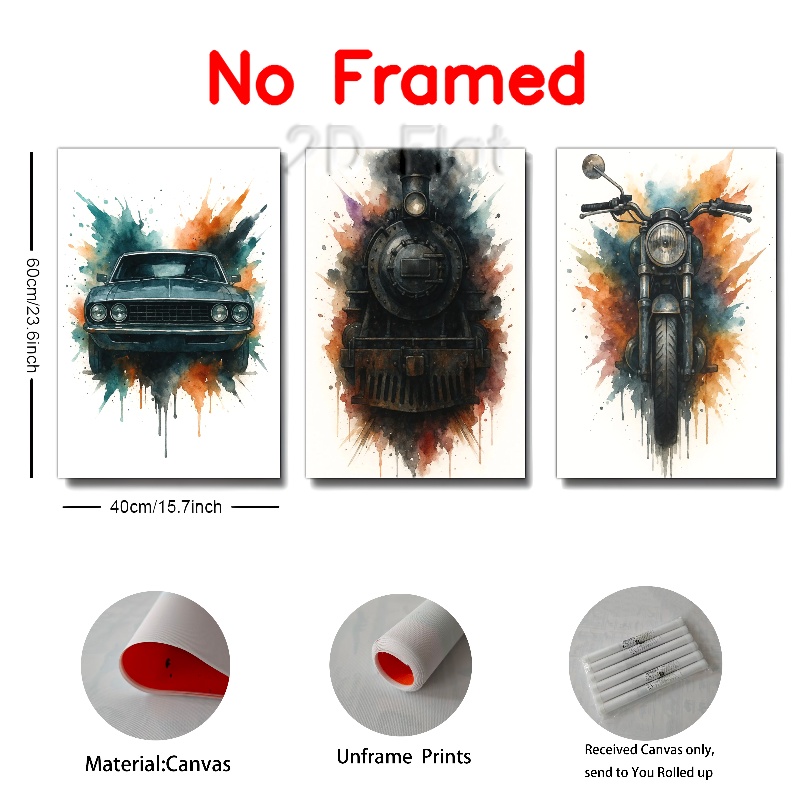 No Framed
2D Flat
60cm/23.6inch
40cm/15.7inch
Material:Canvas
Unframe Prints
Received Canvas only,
send to You Rolled up